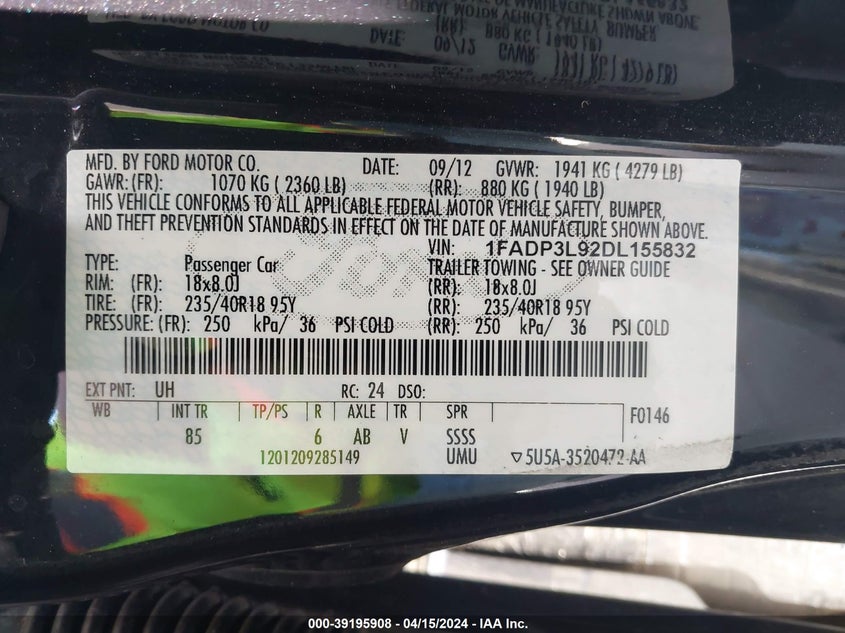 MFD. BY FORD MOTOR CO. DATE: 09/12 GVWR: 1941 KG ( 4279 LB)
GAWR: (FR): 1070 KG ( 2360 LB) (RR): 880 KG ( 1940 LB)
THIS VEHICLE CONFORMS TO ALL APPLICABLE FEDERAL MOTOR VEHICLE SAFETY, BUMPER,
AND THEFT PREVENTION STANDARDS IN EFFECT ON THE DATE OF MANUFACTURE SHOWN ABOVE.
VIN: 1FADP3L92DL155832
TYPE: Passenger Car TRAILER TOWING - SEE OWNER GUIDE
RIM: (FR): 18x8.0J (RR): 18x8.0J
TIRE: (FR): 235/40R18 95Y (RR): 235/40R18 95Y
PRESSURE: (FR): 250 kPa/ 36 PSI COLD (RR): 250 kPa/ 36 PSI COLD
EXT PNT: UH RC: 24 DSO:
WB INT TR TP/PS R AXLE TR SPR F0146
85 6 AB V SSSS
1201209285149 UMU ▽ 5U5A-3520472-AA
000-39195908 - 04/15/2024 - IAA Inc.